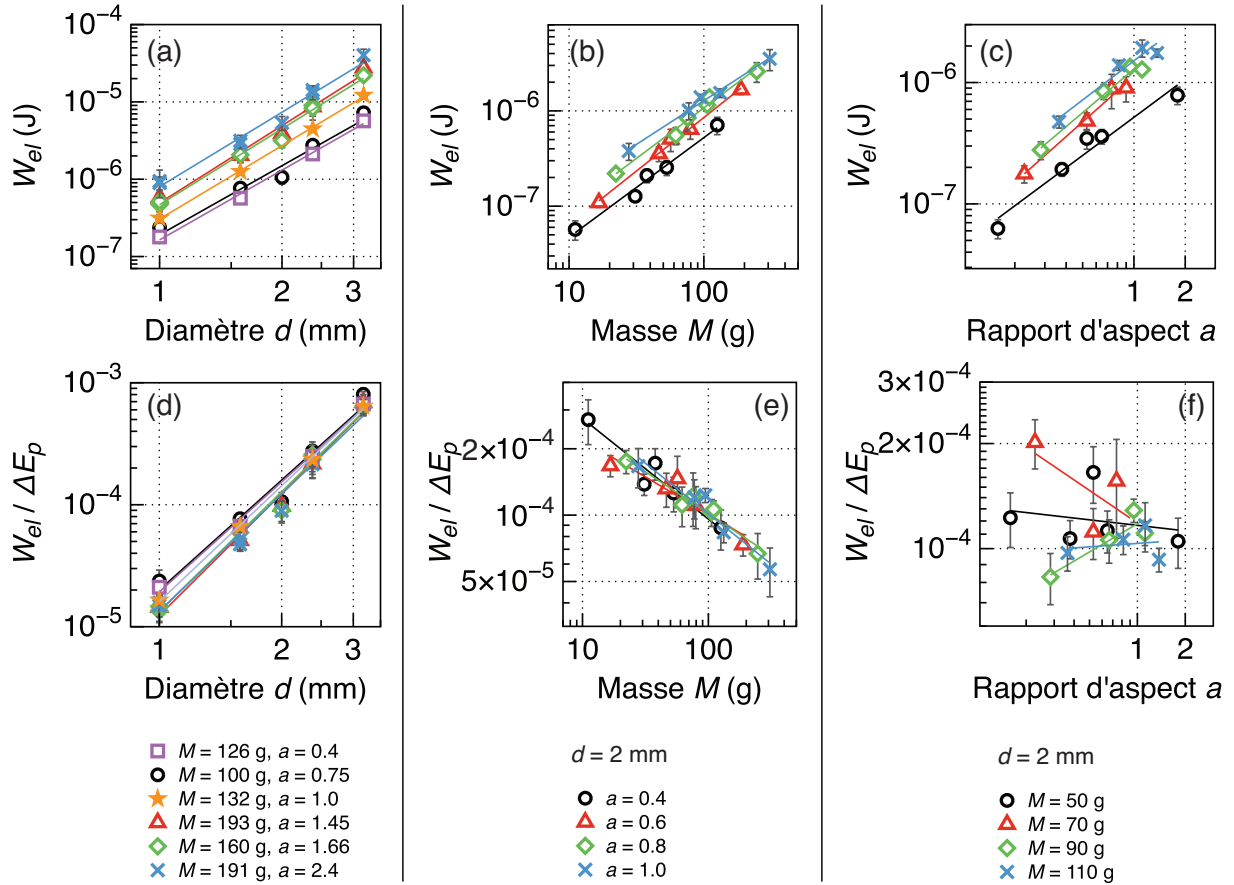 (a)
10⁻⁴
10⁻⁵
10⁻⁶
10⁻⁷
W_el (J)
1 2 3
Diamètre d (mm)
(b)
10⁻⁶
10⁻⁷
W_el (J)
10 100
Masse M (g)
(c)
10⁻⁶
10⁻⁷
W_el (J)
1 2
Rapport d'aspect a
(d)
10⁻³
10⁻⁴
10⁻⁵
W_el / ΔE_p
1 2 3
Diamètre d (mm)
(e)
2×10⁻⁴
10⁻⁴
5×10⁻⁵
W_el / ΔE_p
10 100
Masse M (g)
(f)
3×10⁻⁴
2×10⁻⁴
10⁻⁴
W_el / ΔE_p
1 2
Rapport d'aspect a
M = 126 g, a = 0.4
M = 100 g, a = 0.75
M = 132 g, a = 1.0
M = 193 g, a = 1.45
M = 160 g, a = 1.66
M = 191 g, a = 2.4
d = 2 mm
a = 0.4
a = 0.6
a = 0.8
a = 1.0
d = 2 mm
M = 50 g
M = 70 g
M = 90 g
M = 110 g